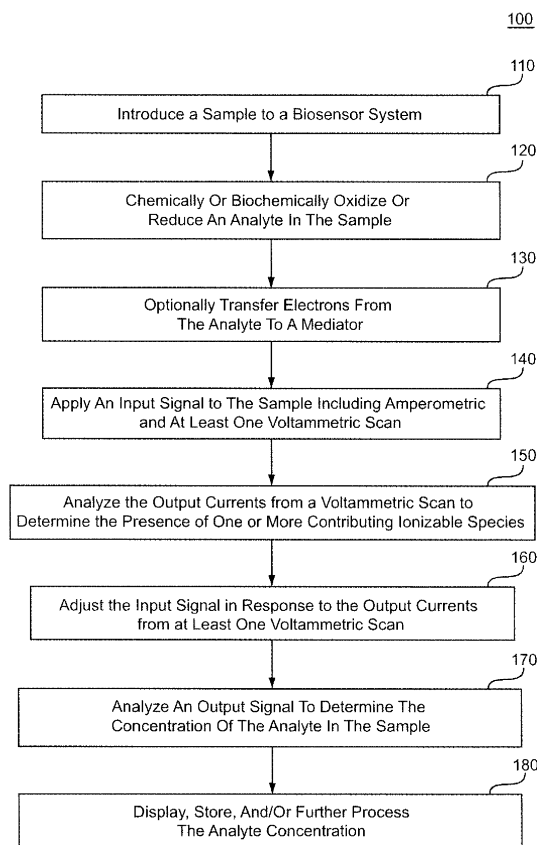 100
110
Introduce a Sample to a Biosensor System
120
Chemically Or Biochemically Oxidize Or
Reduce An Analyte In The Sample
130
Optionally Transfer Electrons From
The Analyte To A Mediator
140
Apply An Input Signal to The Sample Including Amperometric
and At Least One Voltammetric Scan
150
Analyze the Output Currents from a Voltammetric Scan to
Determine the Presence of One or More Contributing Ionizable Species
160
Adjust the Input Signal in Response to the Output Currents
from at Least One Voltammetric Scan
170
Analyze An Output Signal To Determine The
Concentration Of The Analyte In The Sample
180
Display, Store, And/Or Further Process
The Analyte Concentration